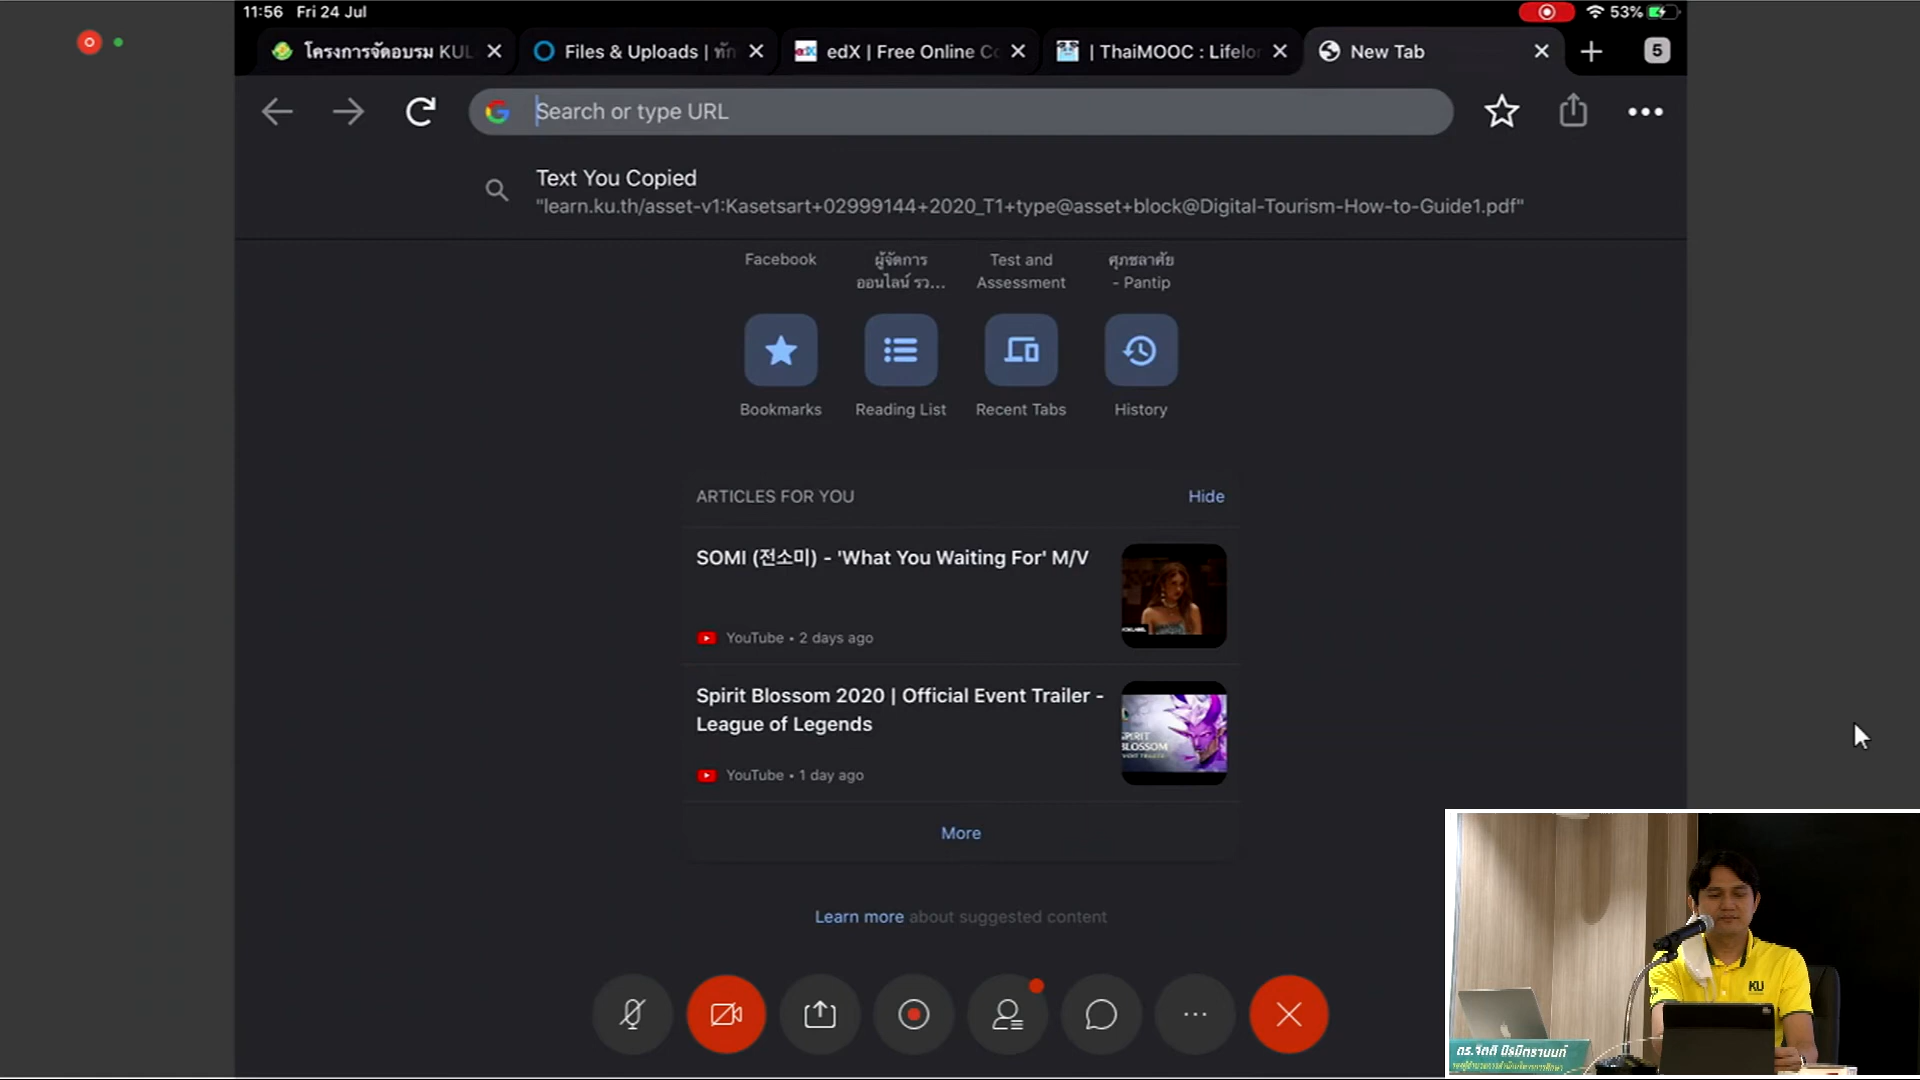 11:56 Fri 24 Jul
53%
โครงการจัดอบรม KUL
Files & Uploads | ทัก
edX | Free Online Co
| ThaiMOOC : Lifelon
New Tab
5
Search or type URL
Text You Copied
"learn.ku.th/asset-v1:Kasetsart+02999144+2020_T1+type@asset+block@Digital-Tourism-How-to-Guide1.pdf"
Facebook
ผู้จัดการ
ออนไลน์ รว...
Test and
Assessment
ศุภชลาศัย
- Pantip
Bookmarks
Reading List
Recent Tabs
History
ARTICLES FOR YOU
Hide
SOMI (전소미) - 'What You Waiting For' M/V
YouTube • 2 days ago
Spirit Blossom 2020 | Official Event Trailer -
League of Legends
SPIRIT
BLOSSOM
YouTube • 1 day ago
More
Learn more about suggested content
KU